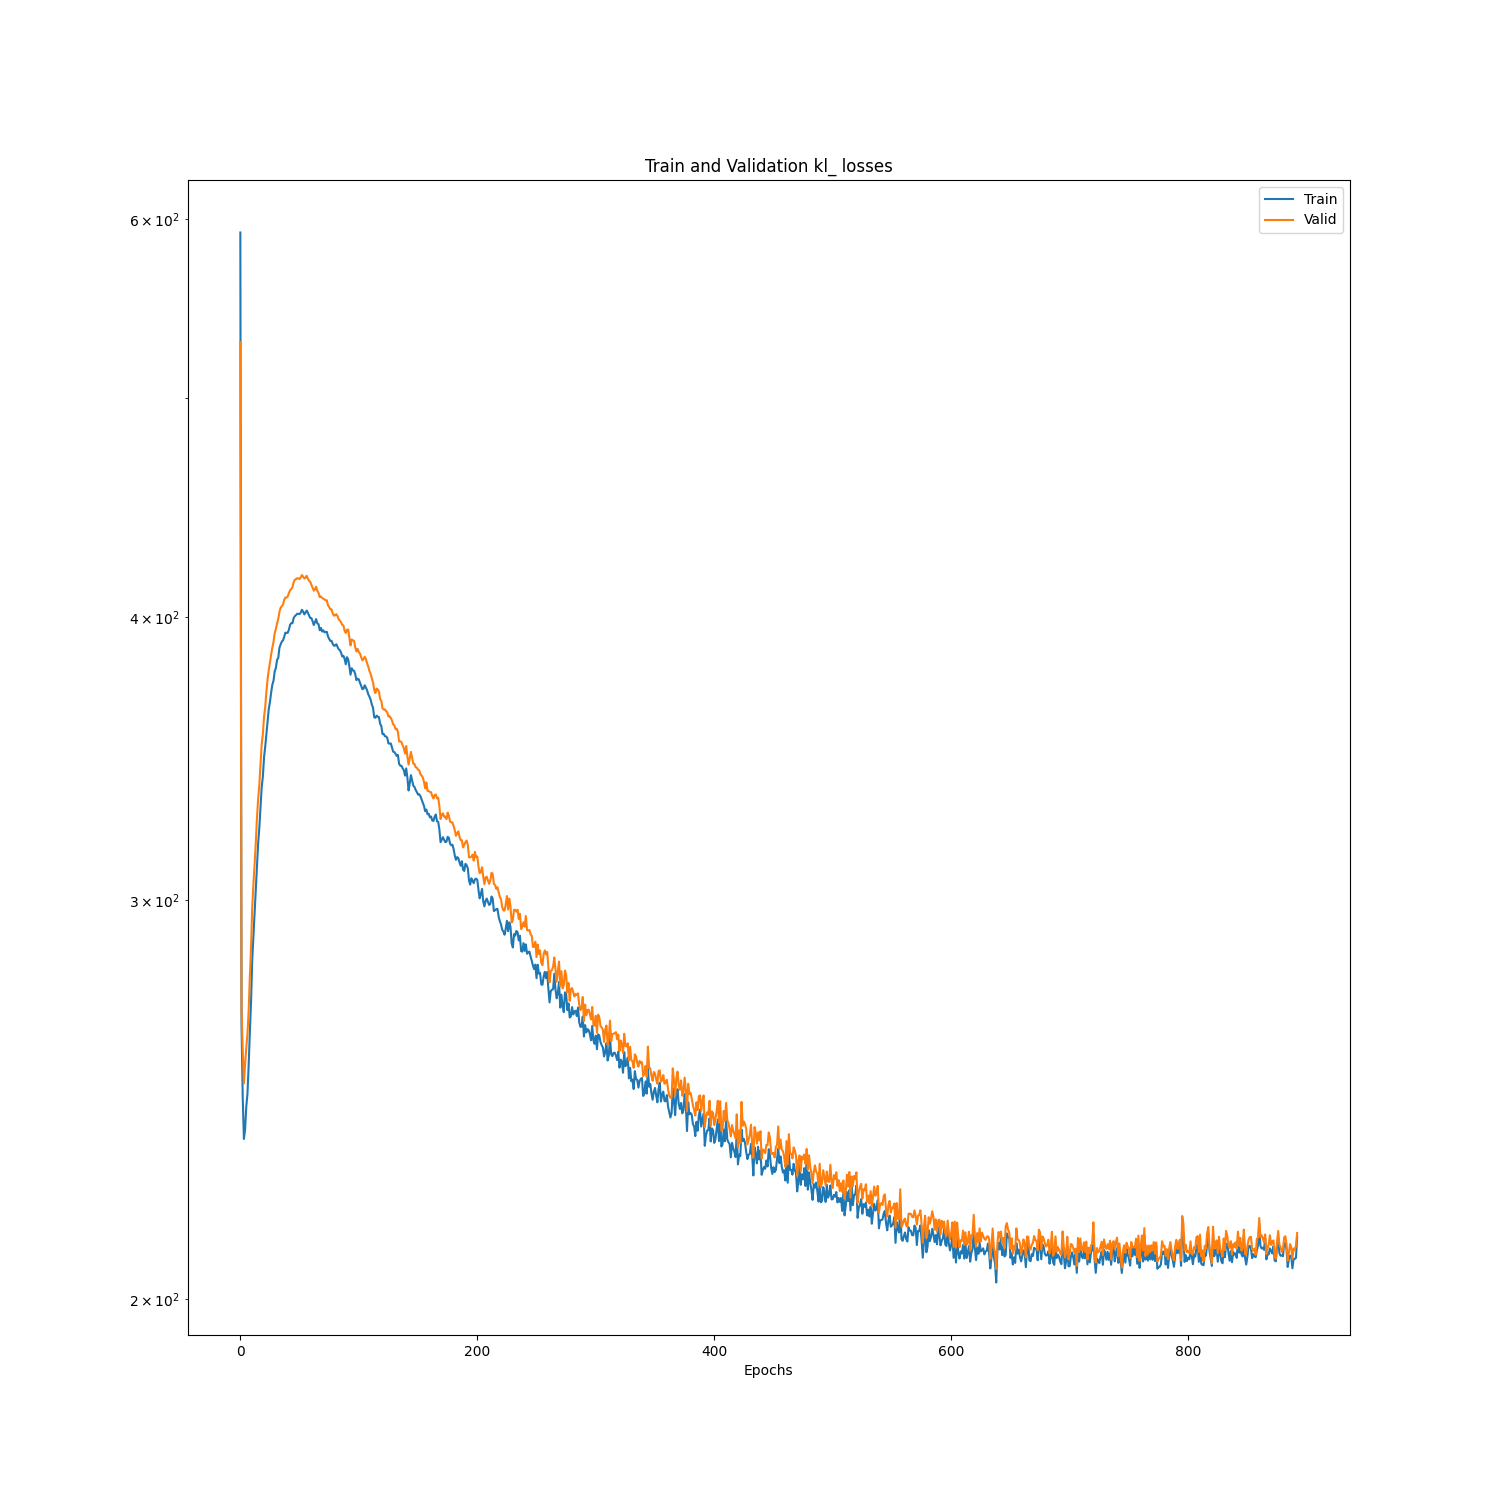 Train and Validation kl_ losses
Train
Valid
6 × 10²
4 × 10²
3 × 10²
2 × 10²
0 200 400 600 800
Epochs